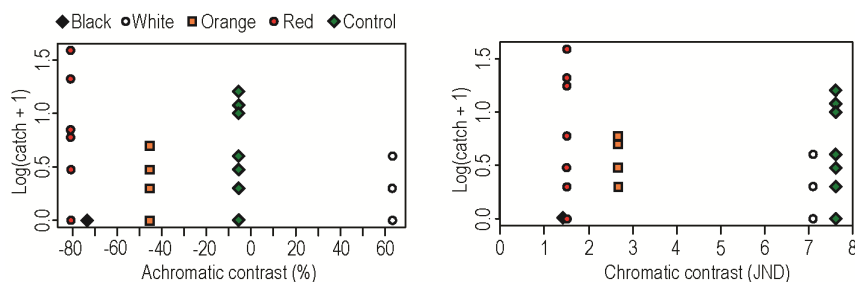 Black White Orange Red Control
Log(catch + 1)
1.5
1.0
0.5
0.0
-80 -60 -40 -20 0 20 40 60
Achromatic contrast (%)
Log(catch + 1)
1.5
1.0
0.5
0.0
0 1 2 3 4 5 6 7 8
Chromatic contrast (JND)